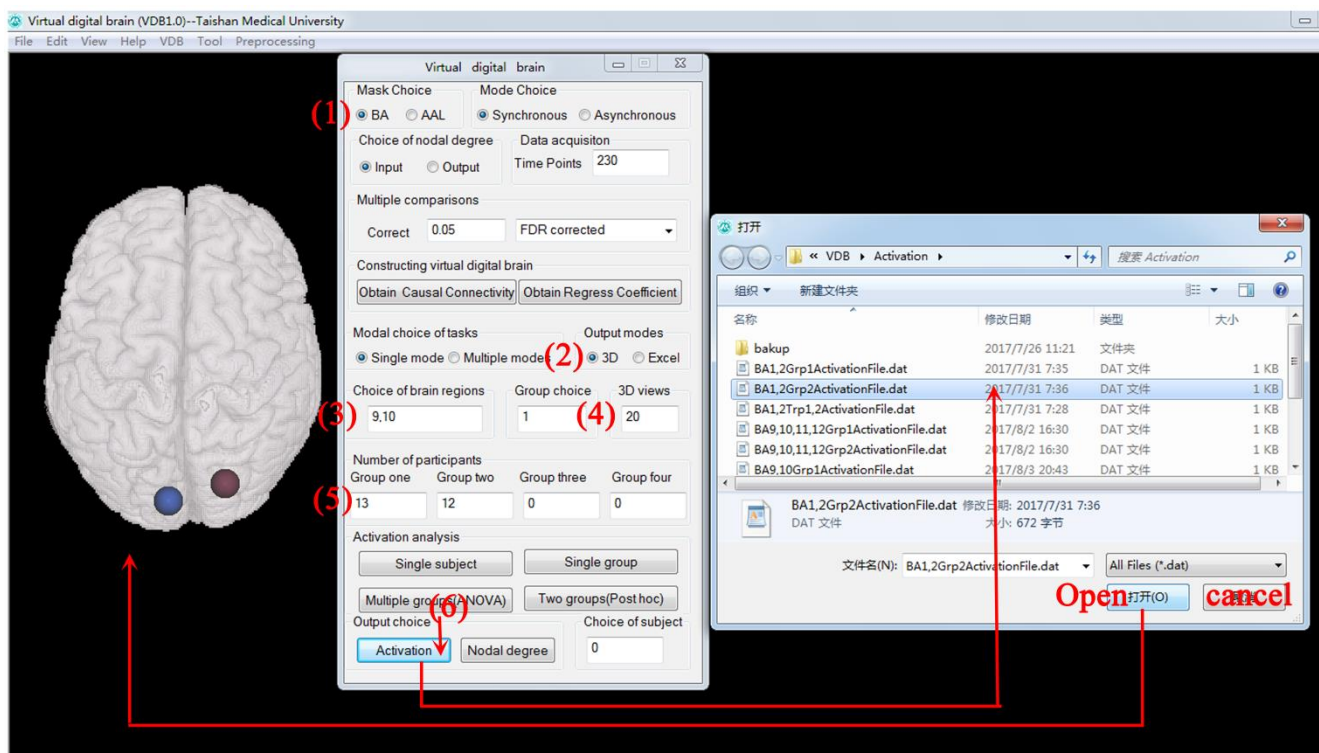 Virtual digital brain (VDB1.0)--Taishan Medical University
File Edit View Help VDB Tool Preprocessing
Virtual digital brain
Mask Choice Mode Choice
(1) BA AAL Synchronous Asynchronous
Choice of nodal degree Data acquisiton
Input Output Time Points 230
Multiple comparisons
Correct 0.05 FDR corrected
Constructing virtual digital brain
Obtain Causal Connectivity Obtain Regress Coefficient
Modal choice of tasks Output modes
Single mode Multiple modes (2) 3D Excel
Choice of brain regions Group choice 3D views
(3) 9,10 1 (4) 20
Number of participants
Group one Group two Group three Group four
(5) 13 12 0 0
Activation analysis
Single subject Single group
Multiple groups(ANOVA) Two groups(Post hoc)
(6)
Output choice Choice of subject
Activation Nodal degree 0
打开
« VDB Activation 搜索 Activation
组织 新建文件夹
名称 修改日期 类型 大小
bakup 2017/7/26 11:21 文件夹
BA1,2Grp1ActivationFile.dat 2017/7/31 7:35 DAT 文件 1 KB
BA1,2Grp2ActivationFile.dat 2017/7/31 7:36 DAT 文件 1 KB
BA1,2Trp1,2ActivationFile.dat 2017/7/31 7:28 DAT 文件 1 KB
BA9,10,11,12Grp1ActivationFile.dat 2017/8/2 16:30 DAT 文件 1 KB
BA9,10,11,12Grp2ActivationFile.dat 2017/8/2 16:30 DAT 文件 1 KB
BA9,10Grp1ActivationFile.dat 2017/8/3 20:43 DAT 文件 1 KB
BA1,2Grp2ActivationFile.dat 修改日期: 2017/7/31 7:36
DAT 文件 大小: 672 字节
文件名(N): BA1,2Grp2ActivationFile.dat All Files (*.dat)
Open 打开(O) cancel